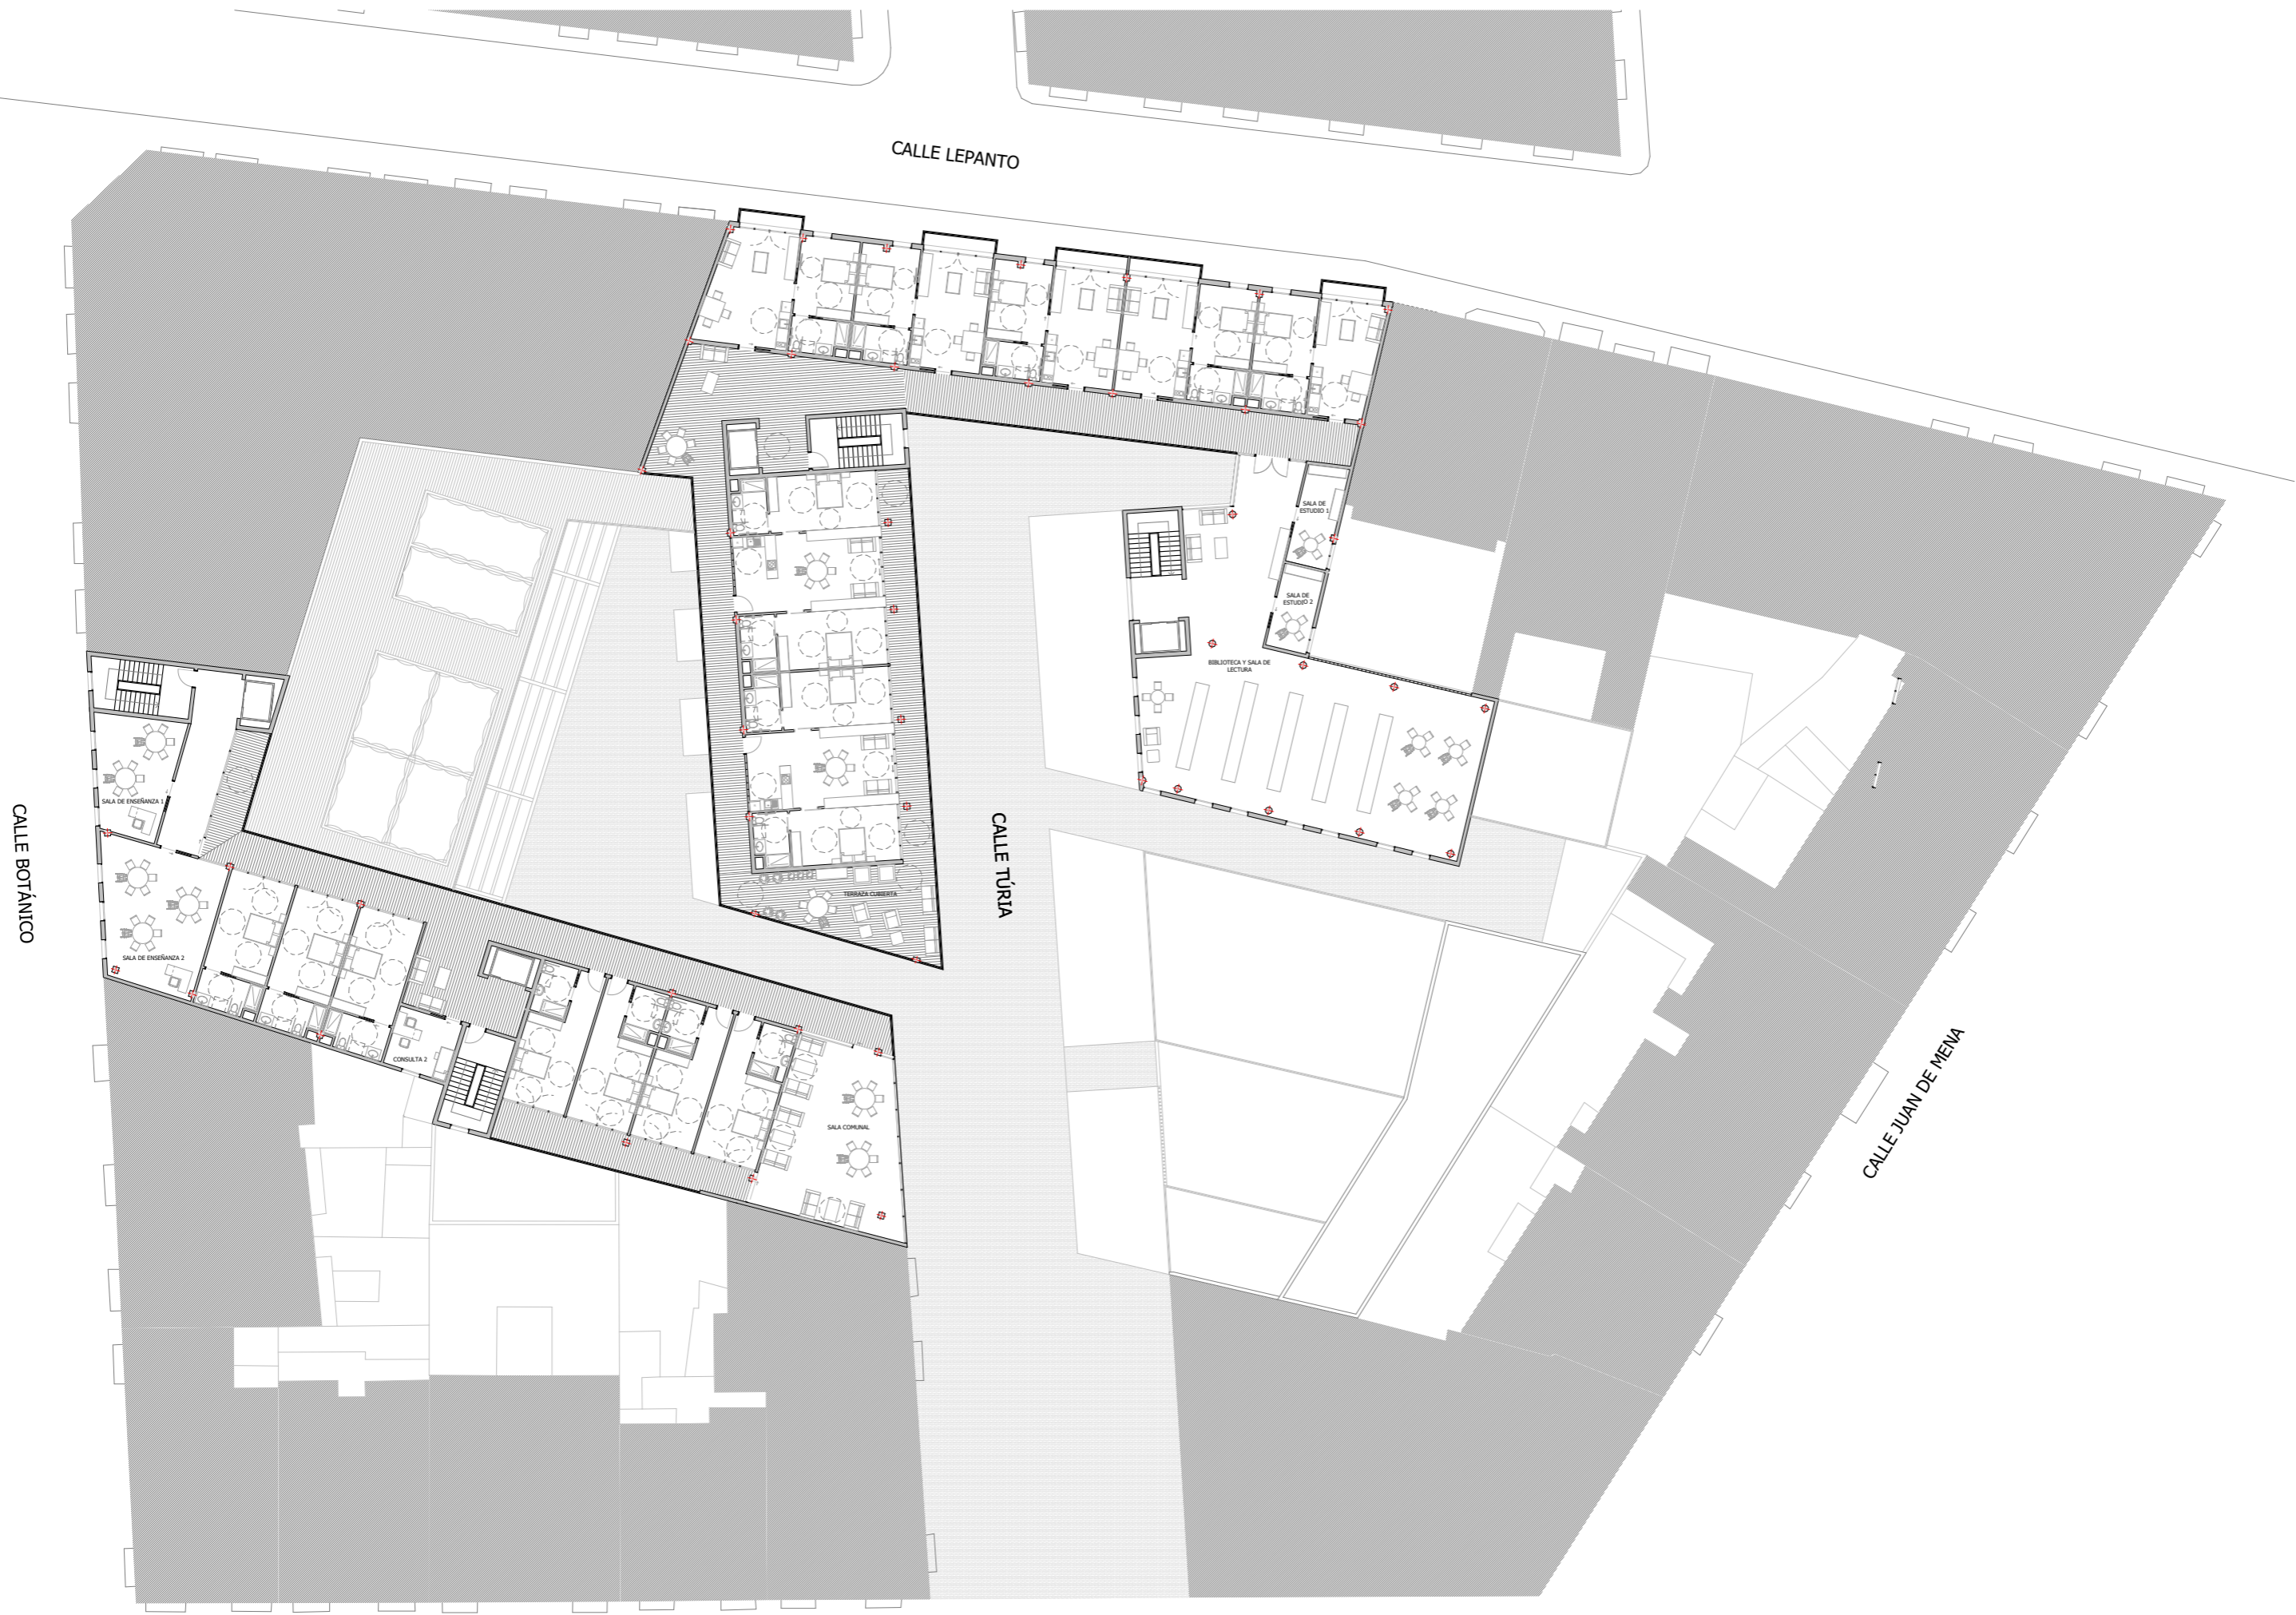 CALLE LEPANTO
SALA DE
ESTUDIO 1
SALA DE
ESTUDIO 2
BIBLIOTECA Y SALA DE
LECTURA
SALA DE ENSEÑANZA 1
CALLE BOTÁNICO
CALLE TÚRIA
TERRAZA CUBIERTA
SALA DE ENSEÑANZA 2
CONSULTA 2
SALA COMUNAL
CALLE JUAN DE MENA